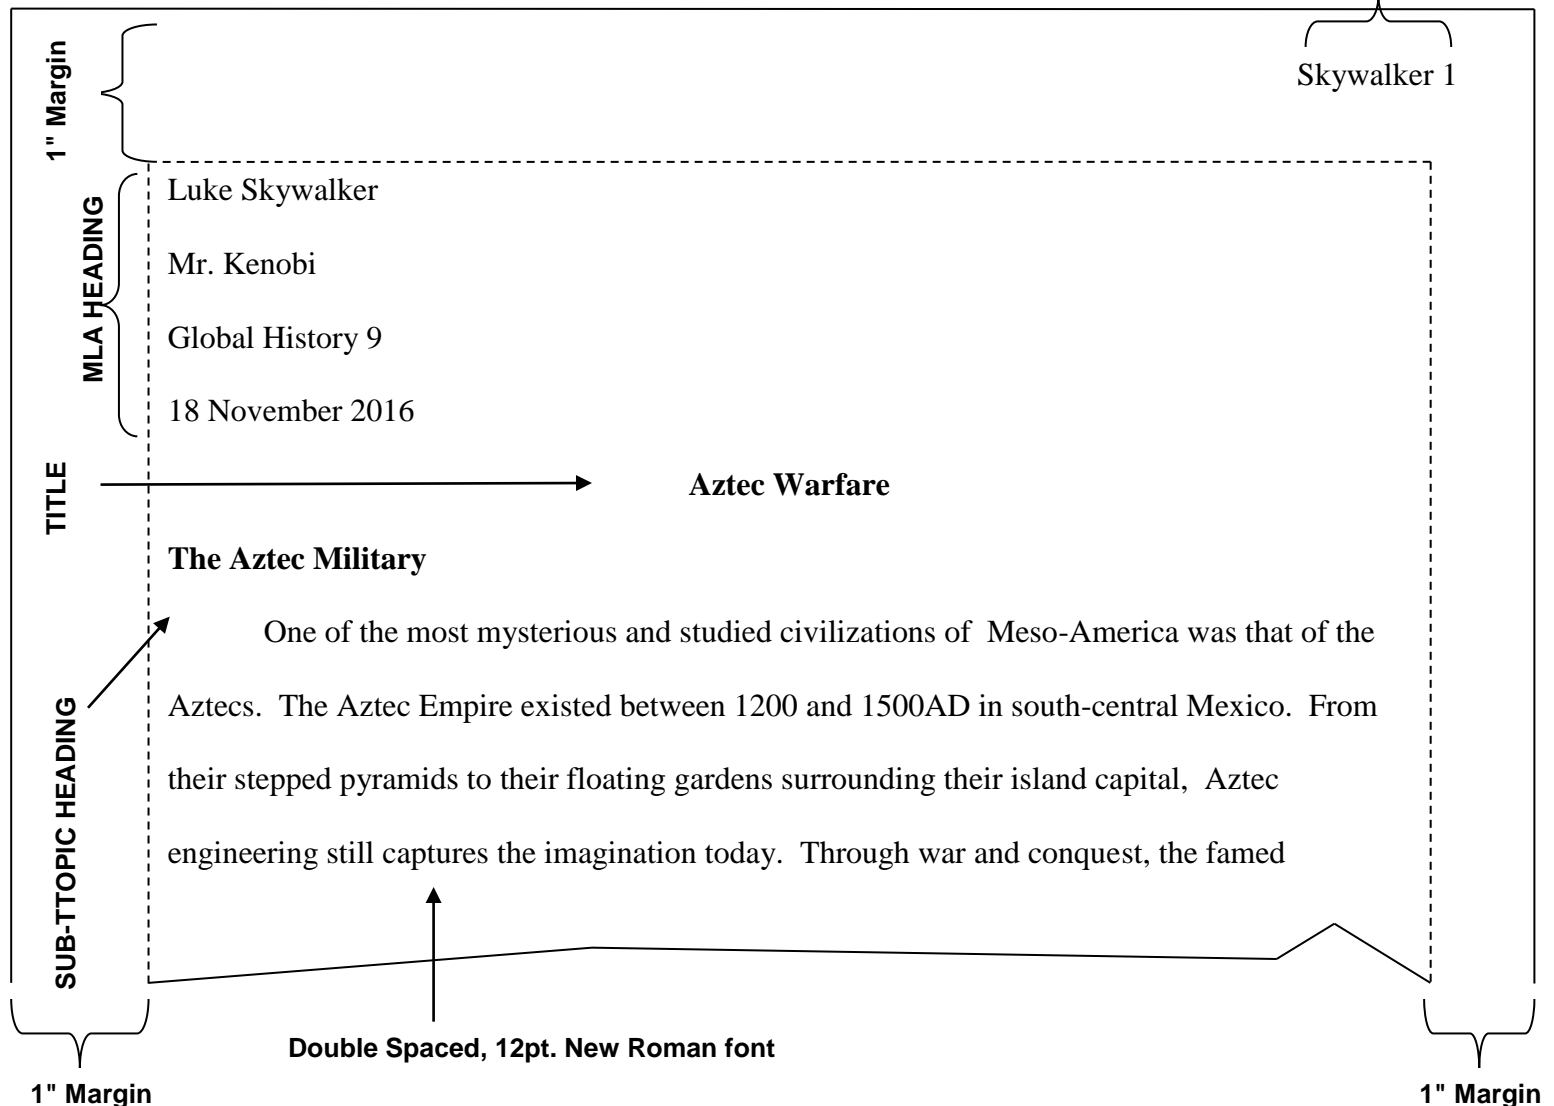 Skywalker 1
1" Margin
MLA HEADING
Luke Skywalker
Mr. Kenobi
Global History 9
18 November 2016
TITLE
Aztec Warfare
The Aztec Military
SUB-TTOPIC HEADING
One of the most mysterious and studied civilizations of  Meso-America was that of the
Aztecs.  The Aztec Empire existed between 1200 and 1500AD in south-central Mexico.  From
their stepped pyramids to their floating gardens surrounding their island capital,  Aztec
engineering still captures the imagination today.  Through war and conquest, the famed
Double Spaced, 12pt. New Roman font
1" Margin
1" Margin